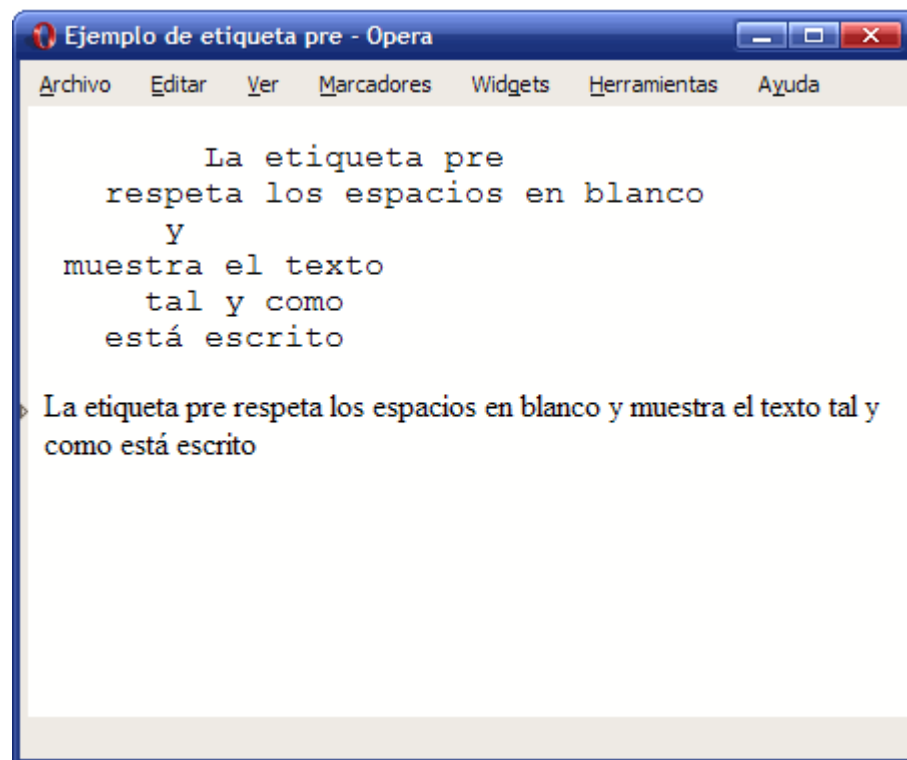 Ejemplo de etiqueta pre - Opera
Archivo Editar Ver Marcadores Widgets Herramientas Ayuda
La etiqueta pre
respeta los espacios en blanco
y
muestra el texto
tal y como
está escrito
La etiqueta pre respeta los espacios en blanco y muestra el texto tal y
como está escrito